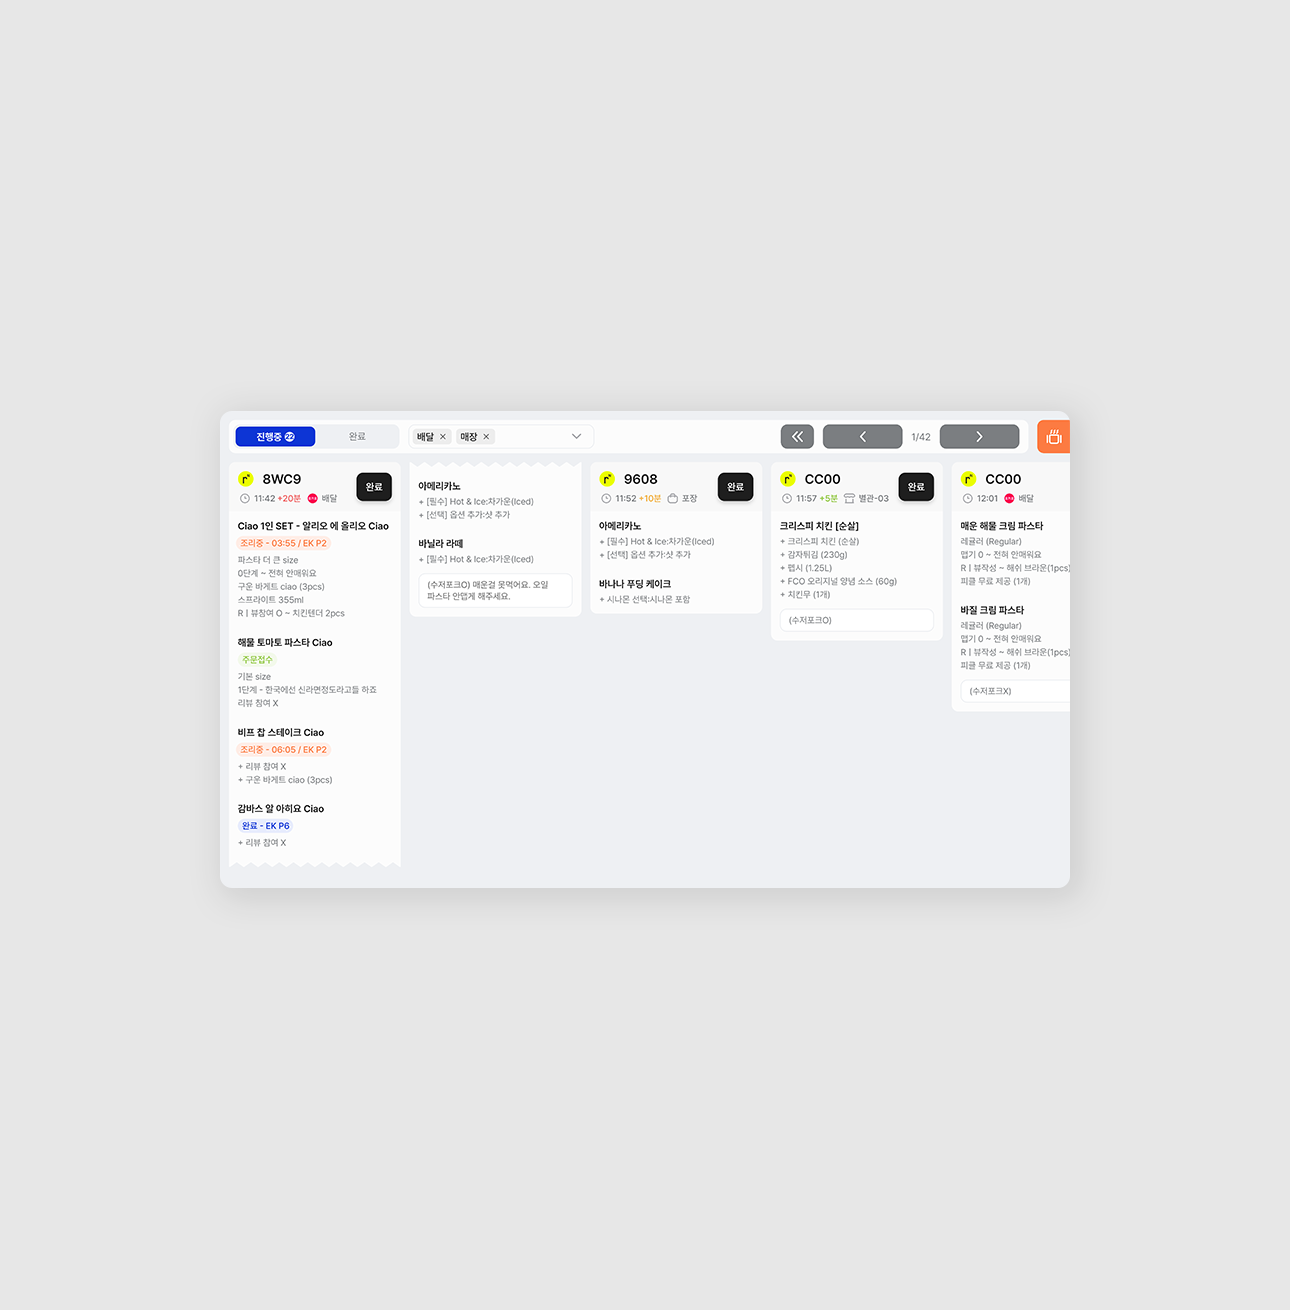 진행중 22
완료
배달 ×
매장 ×
1/42
8WC9
11:42 +20분 배달
완료
Ciao 1인 SET - 알리오 에 올리오 Ciao
조리중 - 03:55 / EK P2
파스타 더 큰 size
0단계 ~ 전혀 안매워요
구운 바게트 ciao (3pcs)
스프라이트 355ml
R ㅣ뷰참여 O ~ 치킨텐더 2pcs
해물 토마토 파스타 Ciao
주문접수
기본 size
1단계 - 한국에선 신라면정도라고들 하죠
리뷰 참여 X
비프 찹 스테이크 Ciao
조리중 - 06:05 / EK P2
+ 리뷰 참여 X
+ 구운 바게트 ciao (3pcs)
감바스 알 아히요 Ciao
완료 - EK P6
+ 리뷰 참여 X
아메리카노
+ [필수] Hot & Ice:차가운(Iced)
+ [선택] 옵션 추가:샷 추가
바닐라 라떼
+ [필수] Hot & Ice:차가운(Iced)
(수저포크O) 매운걸 못먹어요. 오일
파스타 안맵게 해주세요.
9608
11:52 +10분 포장
완료
아메리카노
+ [필수] Hot & Ice:차가운(Iced)
+ [선택] 옵션 추가:샷 추가
바나나 푸딩 케이크
+ 시나몬 선택:시나몬 포함
CC00
11:57 +5분 별관-03
완료
크리스피 치킨 [순살]
+ 크리스피 치킨 (순살)
+ 감자튀김 (230g)
+ 펩시 (1.25L)
+ FCO 오리지널 양념 소스 (60g)
+ 치킨무 (1개)
(수저포크O)
CC00
12:01 배달
매운 해물 크림 파스타
레귤러 (Regular)
맵기 0 ~ 전혀 안매워요
R ㅣ뷰작성 ~ 해쉬 브라운(1pcs)
피클 무료 제공 (1개)
바질 크림 파스타
레귤러 (Regular)
맵기 0 ~ 전혀 안매워요
R ㅣ뷰작성 ~ 해쉬 브라운(1pcs)
피클 무료 제공 (1개)
(수저포크X)